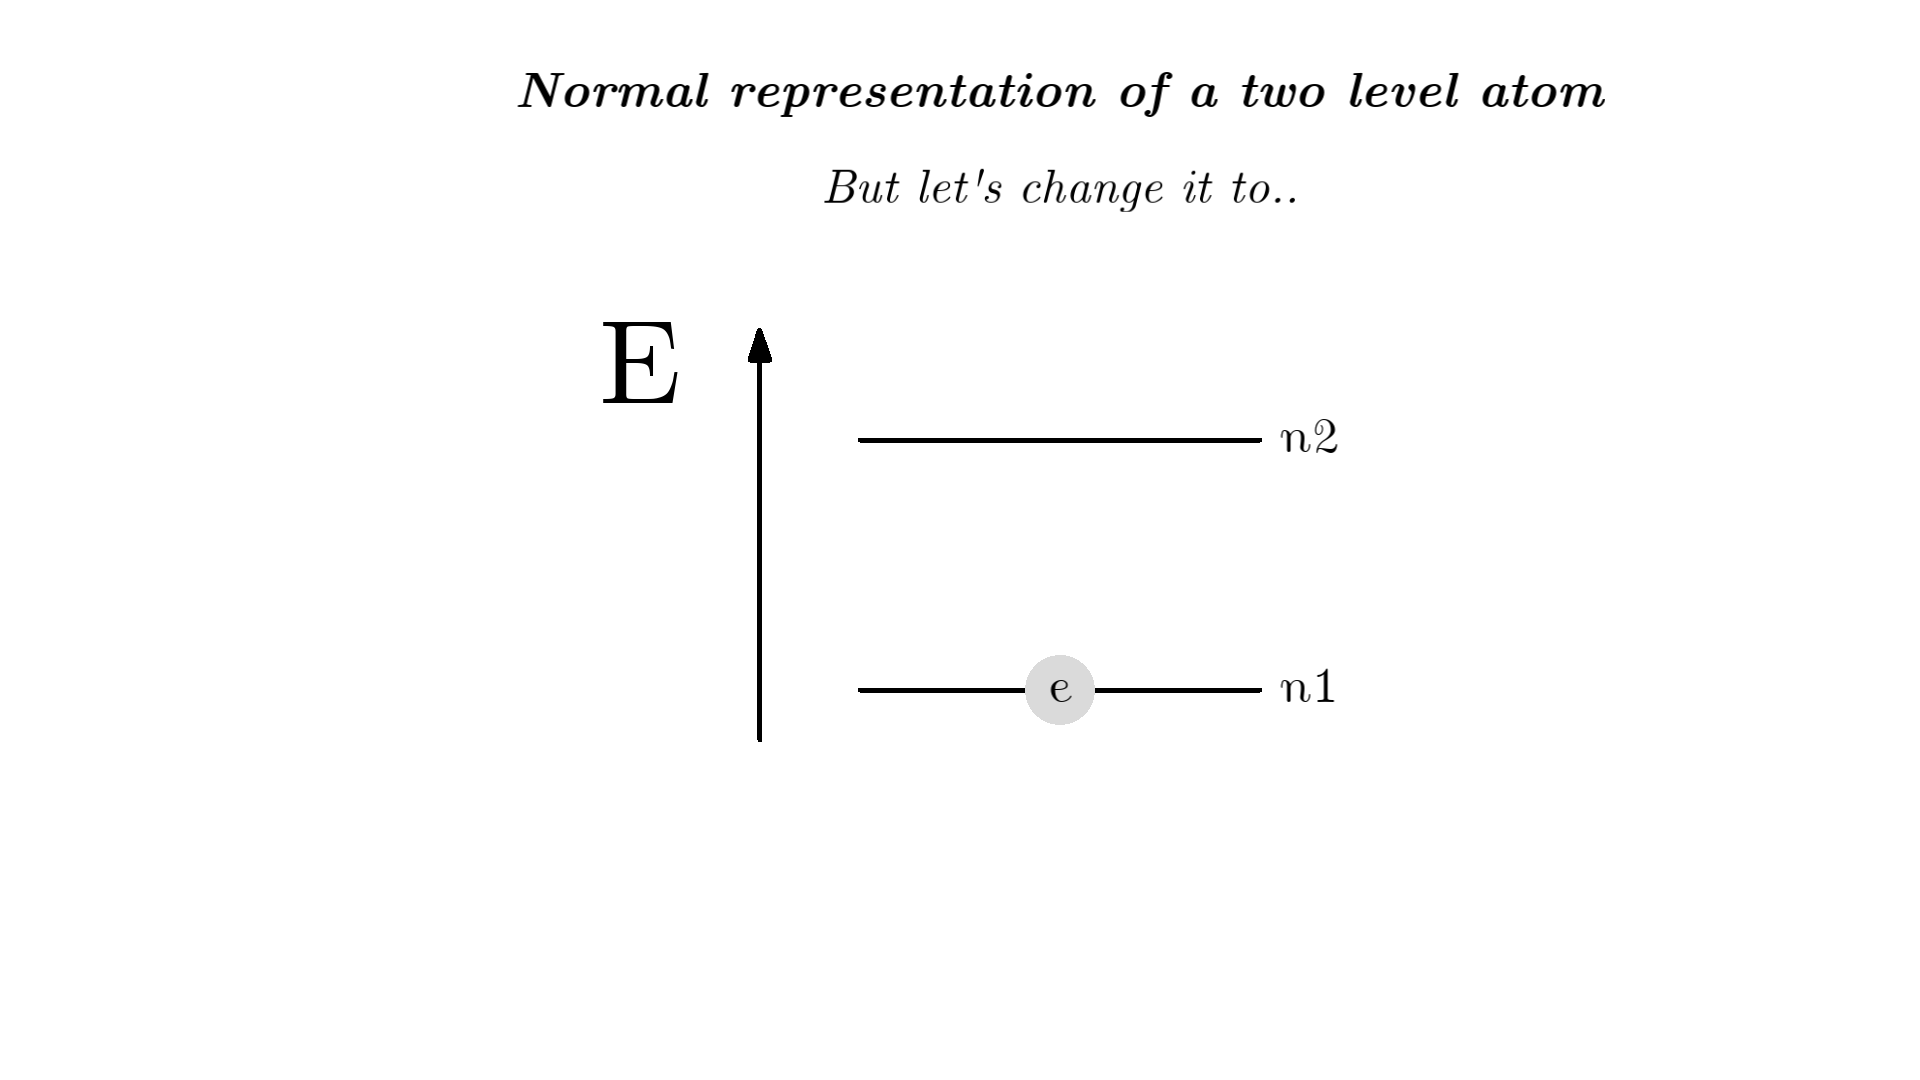 Normal representation of a two level atom
But let's change it to..
E
n2
e
n1